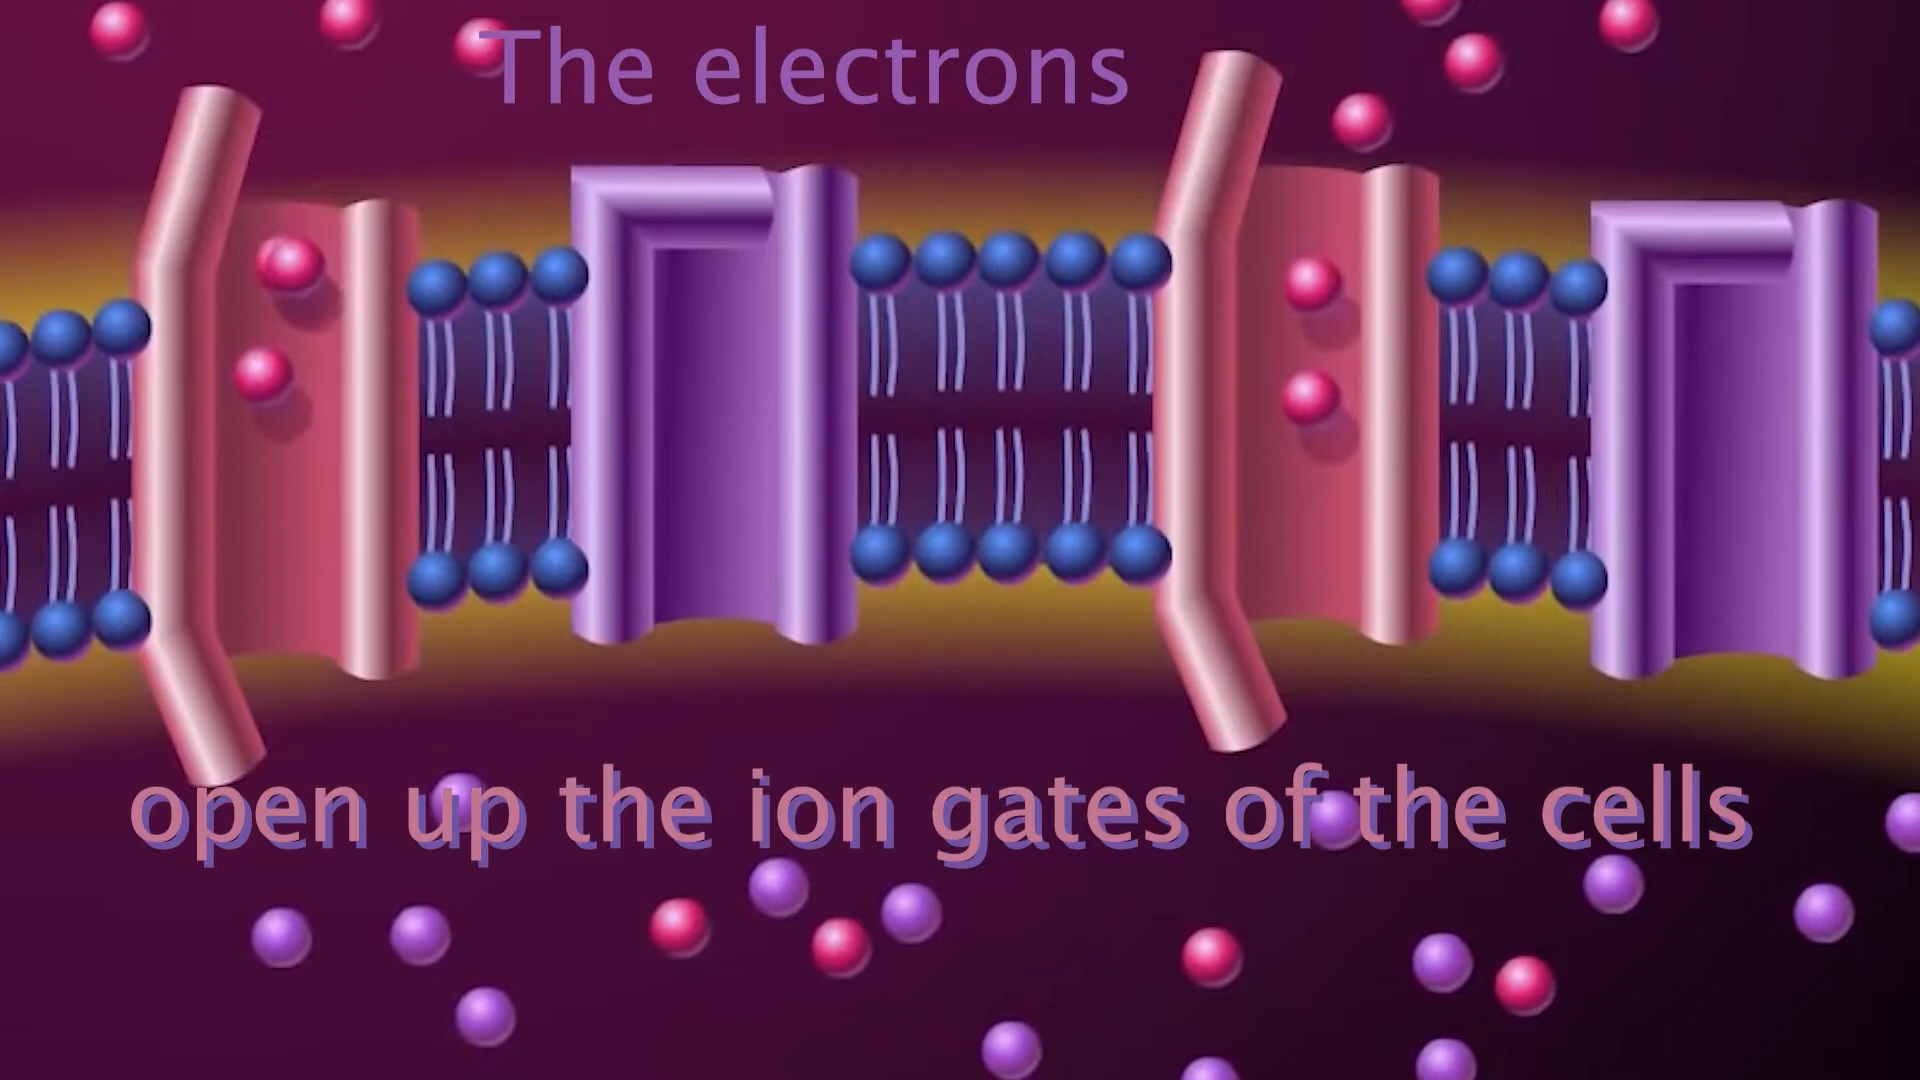 The electrons
open up the ion gates of the cells